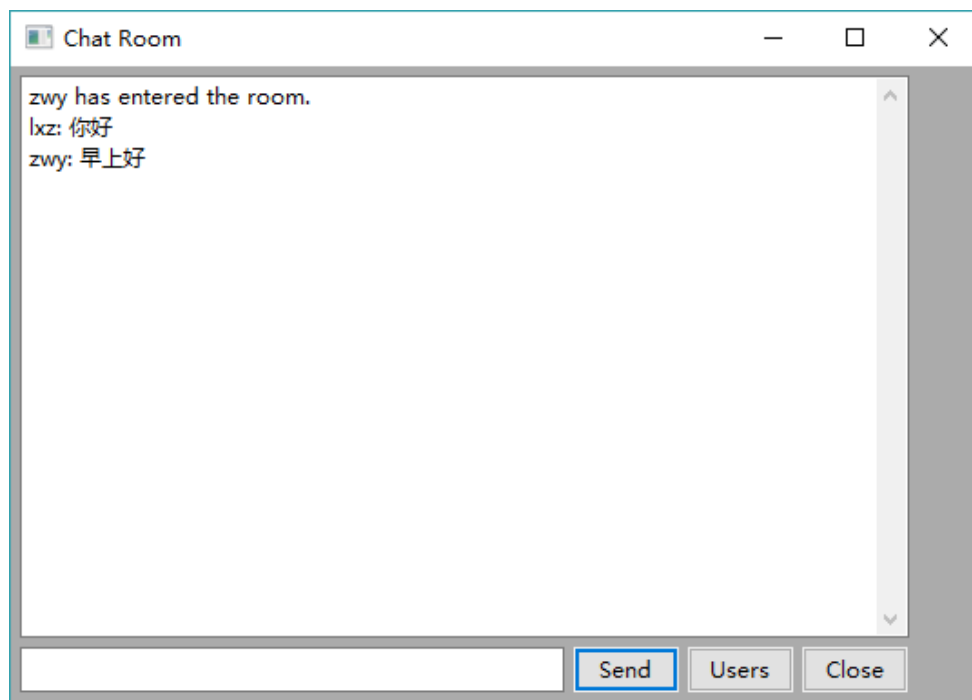 Chat Room
zwy has entered the room.
lxz: 你好
zwy: 早上好
Send
Users
Close